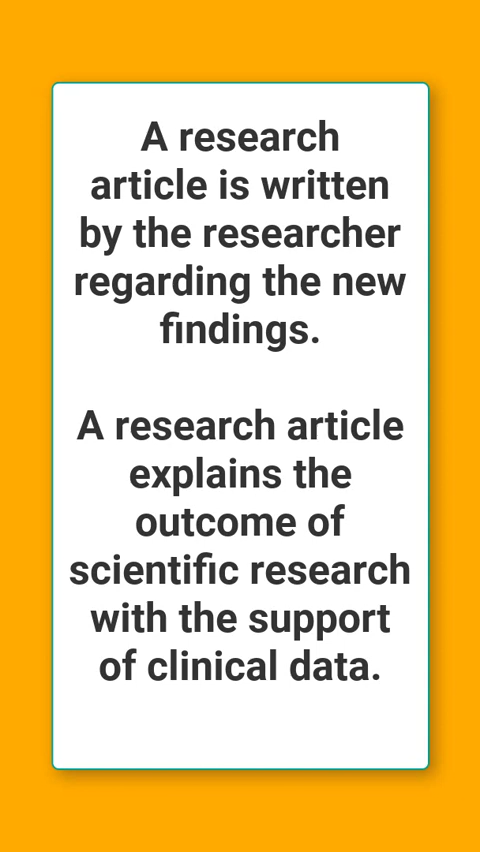 A research
article is written
by the researcher
regarding the new
findings.
A research article
explains the
outcome of
scientific research
with the support
of clinical data.